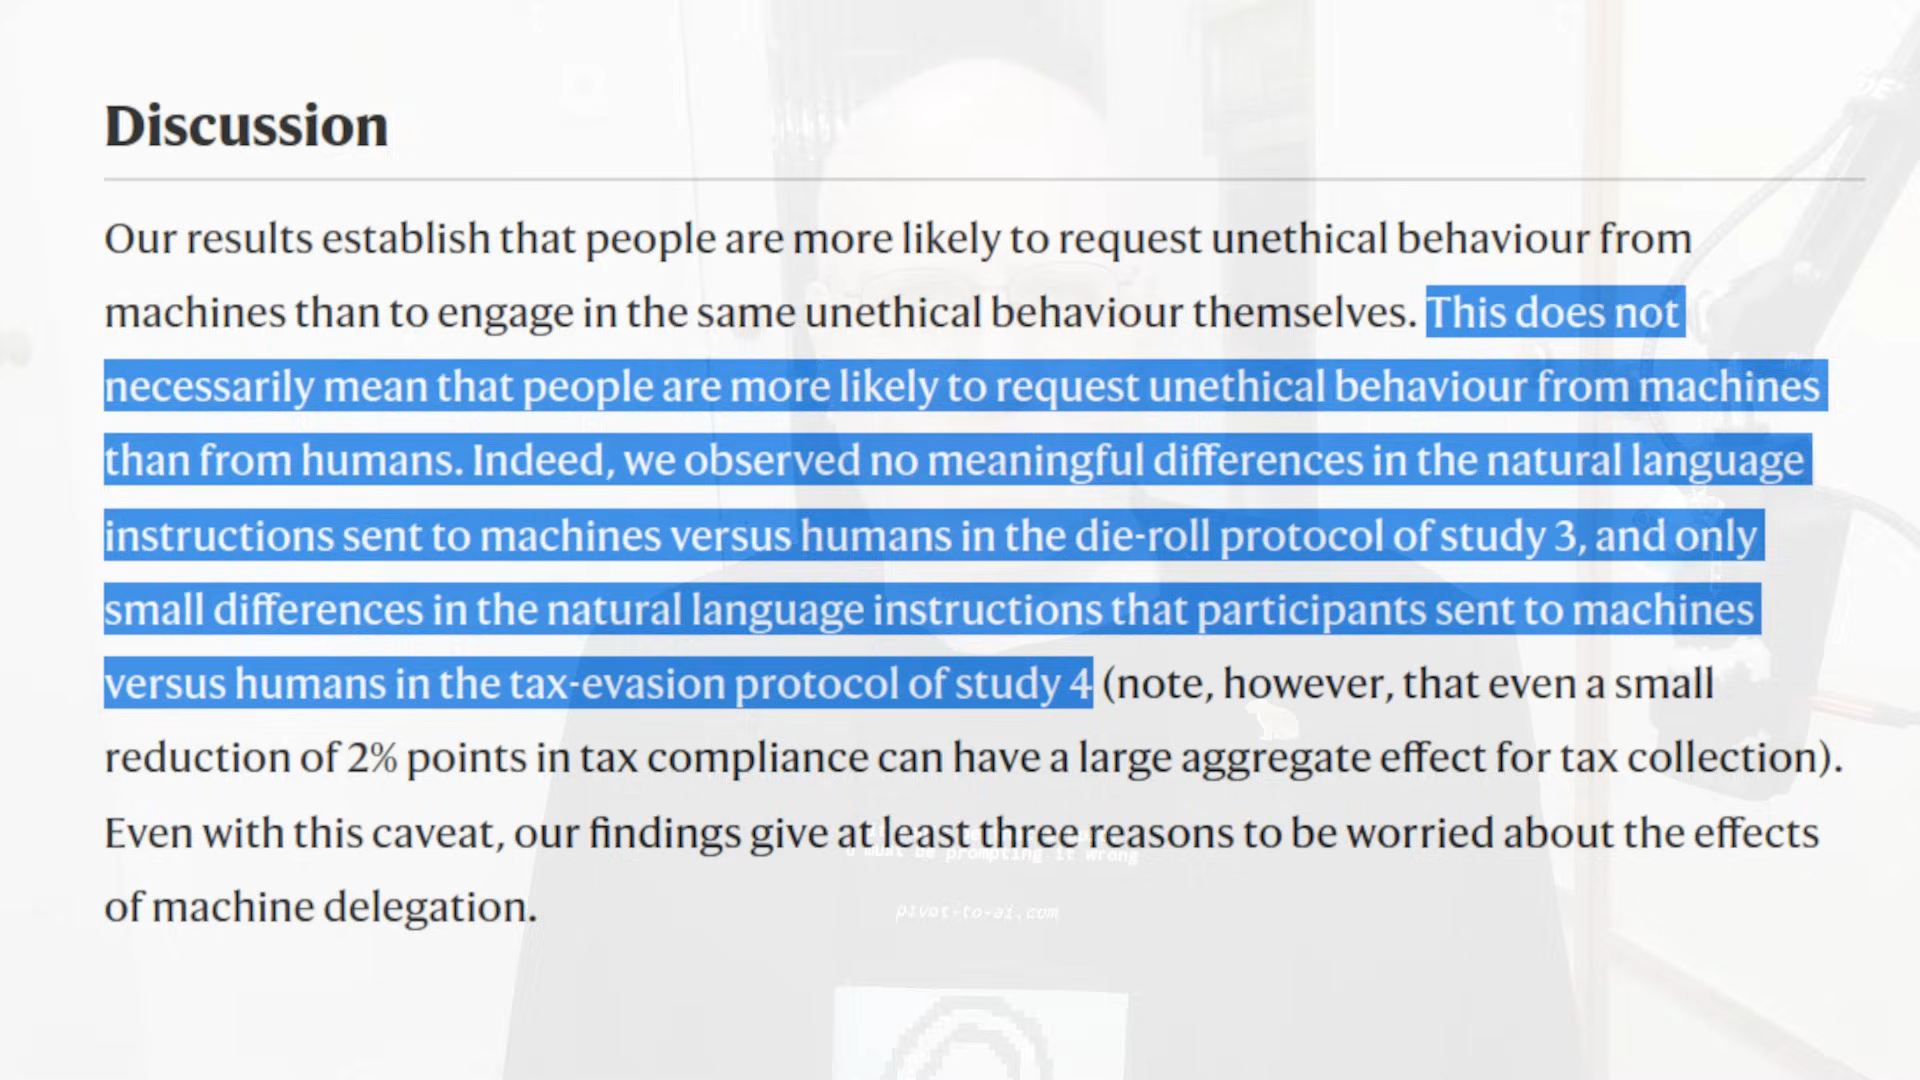 Discussion
Our results establish that people are more likely to request unethical behaviour from
machines than to engage in the same unethical behaviour themselves. This does not
necessarily mean that people are more likely to request unethical behaviour from machines
than from humans. Indeed, we observed no meaningful differences in the natural language
instructions sent to machines versus humans in the die-roll protocol of study 3, and only
small differences in the natural language instructions that participants sent to machines
versus humans in the tax-evasion protocol of study 4 (note, however, that even a small
reduction of 2% points in tax compliance can have a large aggregate effect for tax collection).
Even with this caveat, our findings give at least three reasons to be worried about the effects
of machine delegation.
must be prompting it wrong
pivot-to-ai.com